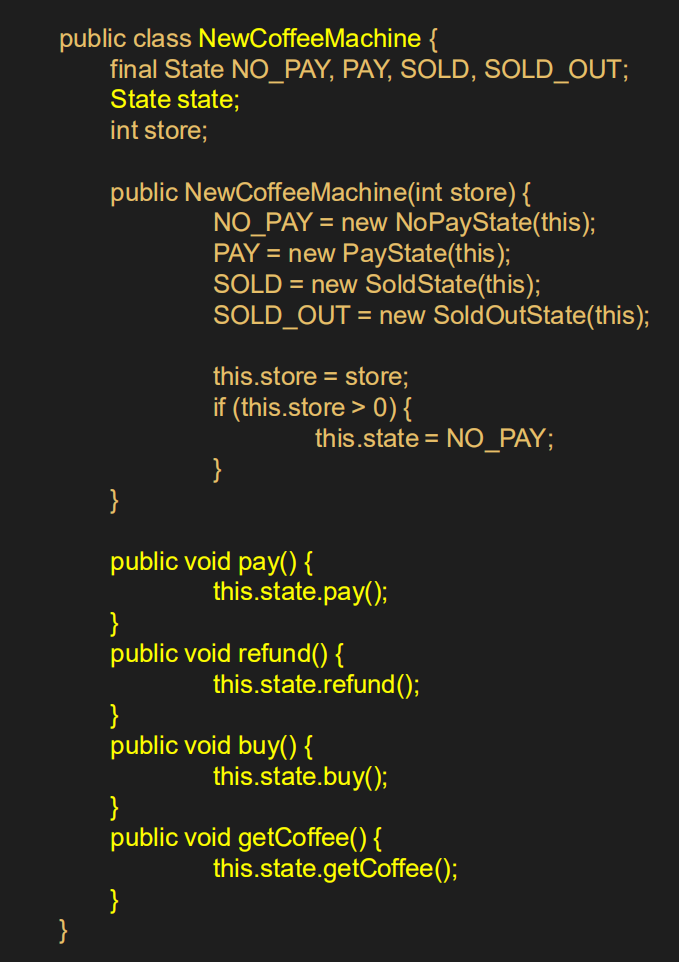 public class NewCoffeeMachine {
final State NO_PAY, PAY, SOLD, SOLD_OUT;
State state;
int store;
public NewCoffeeMachine(int store) {
NO_PAY = new NoPayState(this);
PAY = new PayState(this);
SOLD = new SoldState(this);
SOLD_OUT = new SoldOutState(this);
this.store = store;
if (this.store > 0) {
this.state = NO_PAY;
}
}
public void pay() {
this.state.pay();
}
public void refund() {
this.state.refund();
}
public void buy() {
this.state.buy();
}
public void getCoffee() {
this.state.getCoffee();
}
}